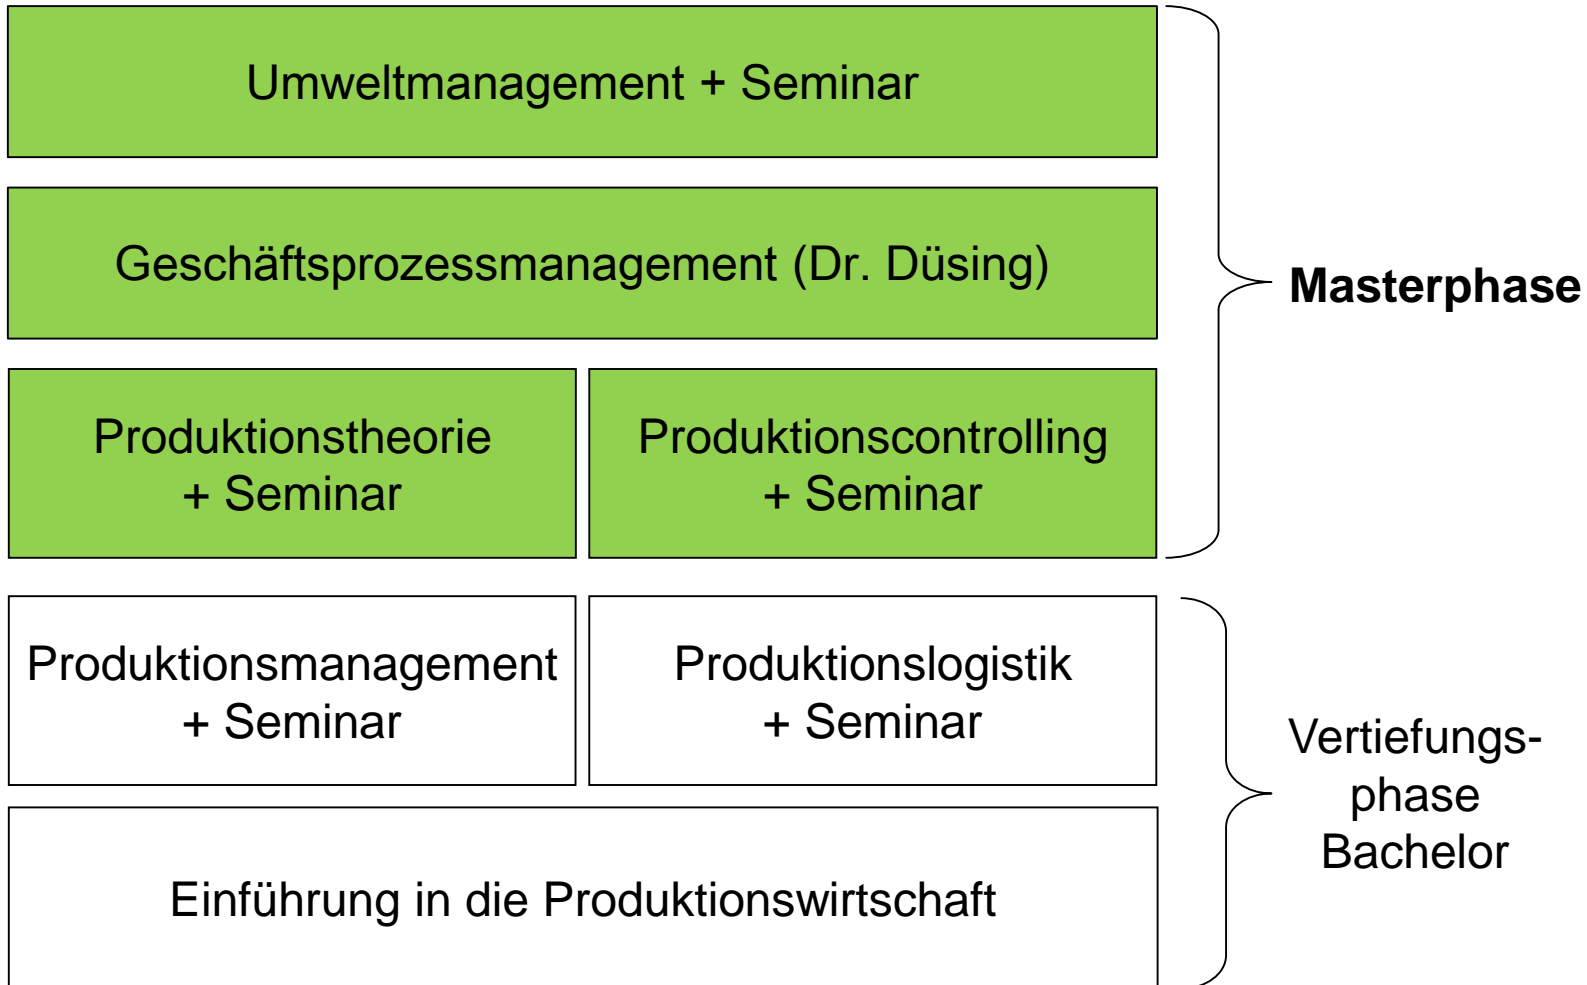 Umweltmanagement + Seminar
Geschäftsprozessmanagement (Dr. Düsing)
Masterphase
Produktionstheorie
+ Seminar
Produktionscontrolling
+ Seminar
Produktionsmanagement
+ Seminar
Produktionslogistik
+ Seminar
Vertiefungs-
phase
Bachelor
Einführung in die Produktionswirtschaft